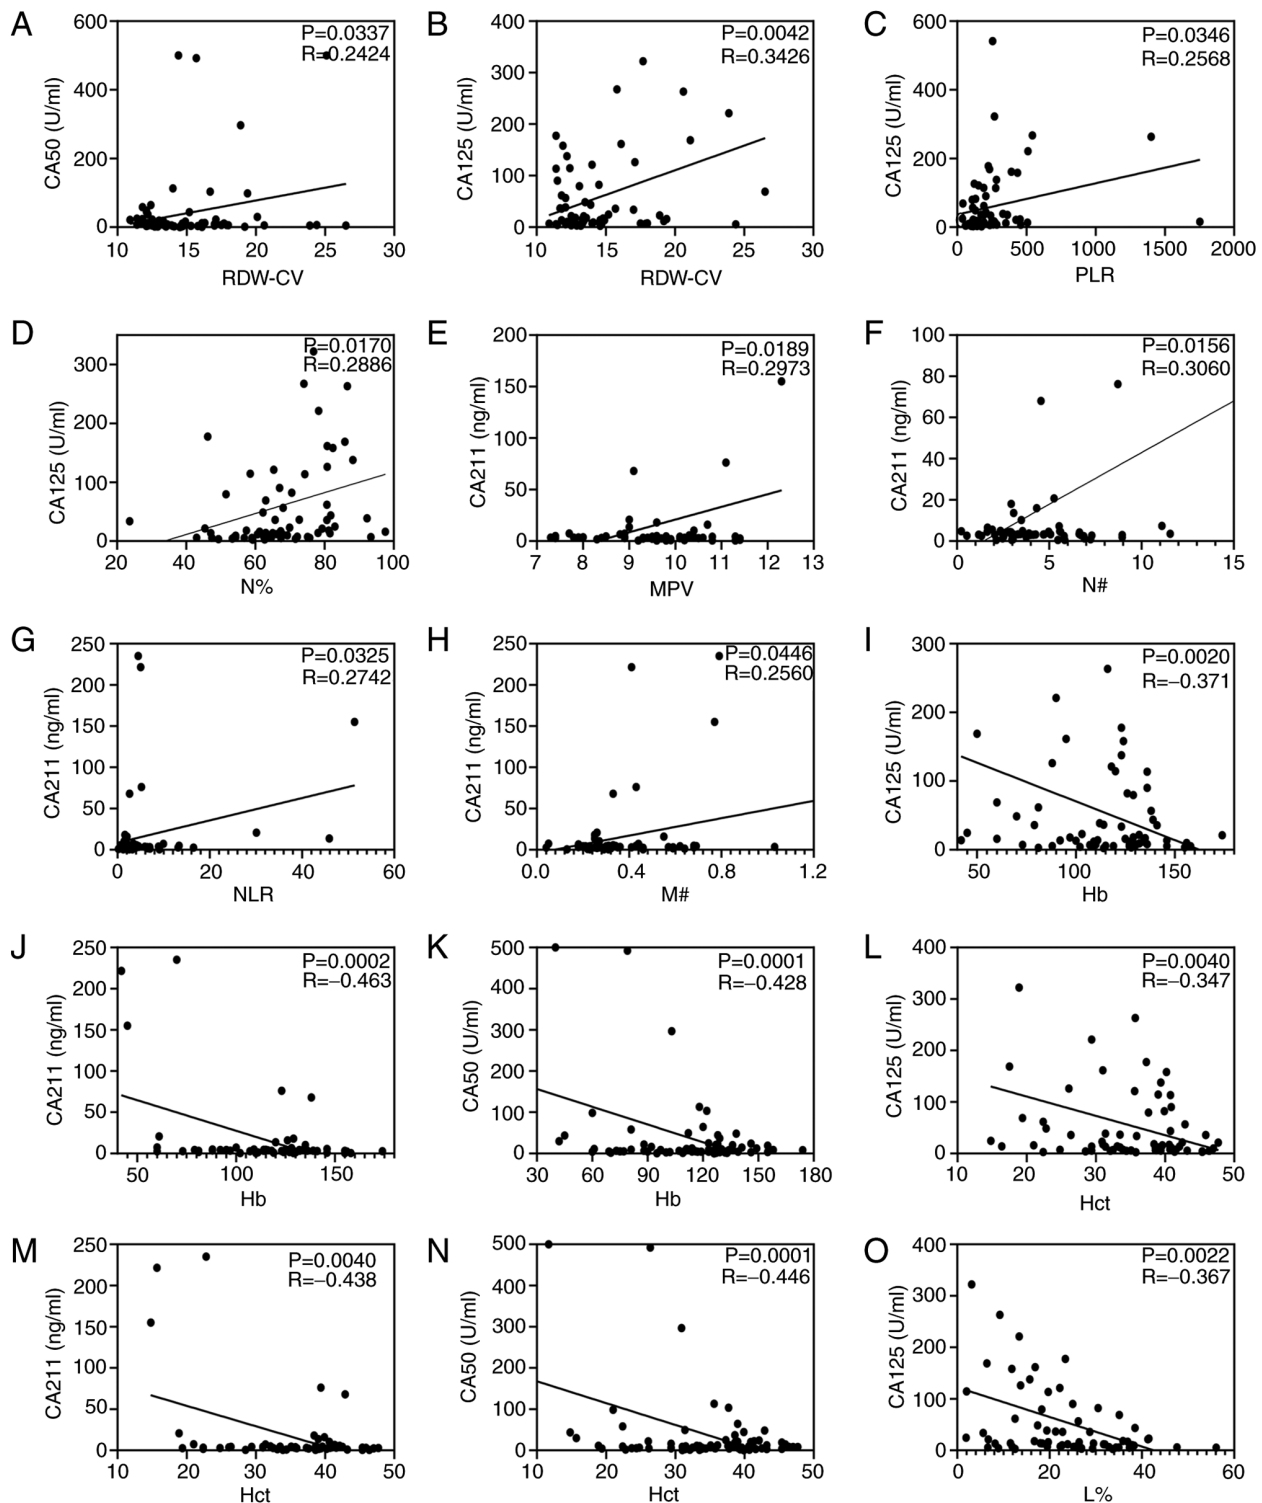 A
P=0.0337
R=0.2424
CA50 (U/ml)
600
400
200
0
10 15 20 25 30
RDW-CV
B
P=0.0042
R=0.3426
CA125 (U/ml)
400
300
200
100
0
10 15 20 25 30
RDW-CV
C
P=0.0346
R=0.2568
CA125 (U/ml)
600
400
200
0
0 500 1000 1500 2000
PLR
D
P=0.0170
R=0.2886
CA125 (U/ml)
300
200
100
0
20 40 60 80 100
N%
E
P=0.0189
R=0.2973
CA211 (ng/ml)
200
150
100
50
0
7 8 9 10 11 12 13
MPV
F
P=0.0156
R=0.3060
CA211 (ng/ml)
100
80
60
40
20
0
0 5 10 15
N#
G
P=0.0325
R=0.2742
CA211 (ng/ml)
250
200
150
100
50
0
0 20 40 60
NLR
H
P=0.0446
R=0.2560
CA211 (ng/ml)
250
200
150
100
50
0
0.0 0.4 0.8 1.2
M#
I
P=0.0020
R=−0.371
CA125 (U/ml)
300
200
100
0
50 100 150
Hb
J
P=0.0002
R=−0.463
CA211 (ng/ml)
250
200
150
100
50
0
50 100 150
Hb
K
P=0.0001
R=−0.428
CA50 (U/ml)
500
400
300
200
100
0
30 60 90 120 150 180
Hb
L
P=0.0040
R=−0.347
CA125 (U/ml)
400
300
200
100
0
10 20 30 40 50
Hct
M
P=0.0040
R=−0.438
CA211 (ng/ml)
250
200
150
100
50
0
10 20 30 40 50
Hct
N
P=0.0001
R=−0.446
CA50 (U/ml)
500
400
300
200
100
0
10 20 30 40 50
Hct
O
P=0.0022
R=−0.367
CA125 (U/ml)
400
300
200
100
0
0 20 40 60
L%